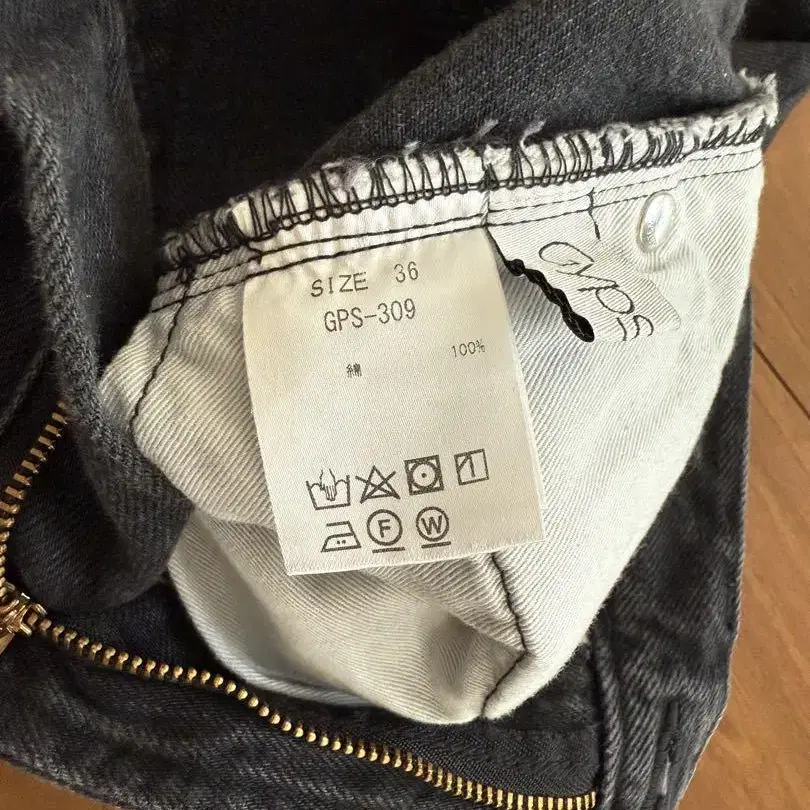 SIZE 36
GPS-309
綿 100%
F W
GYPS